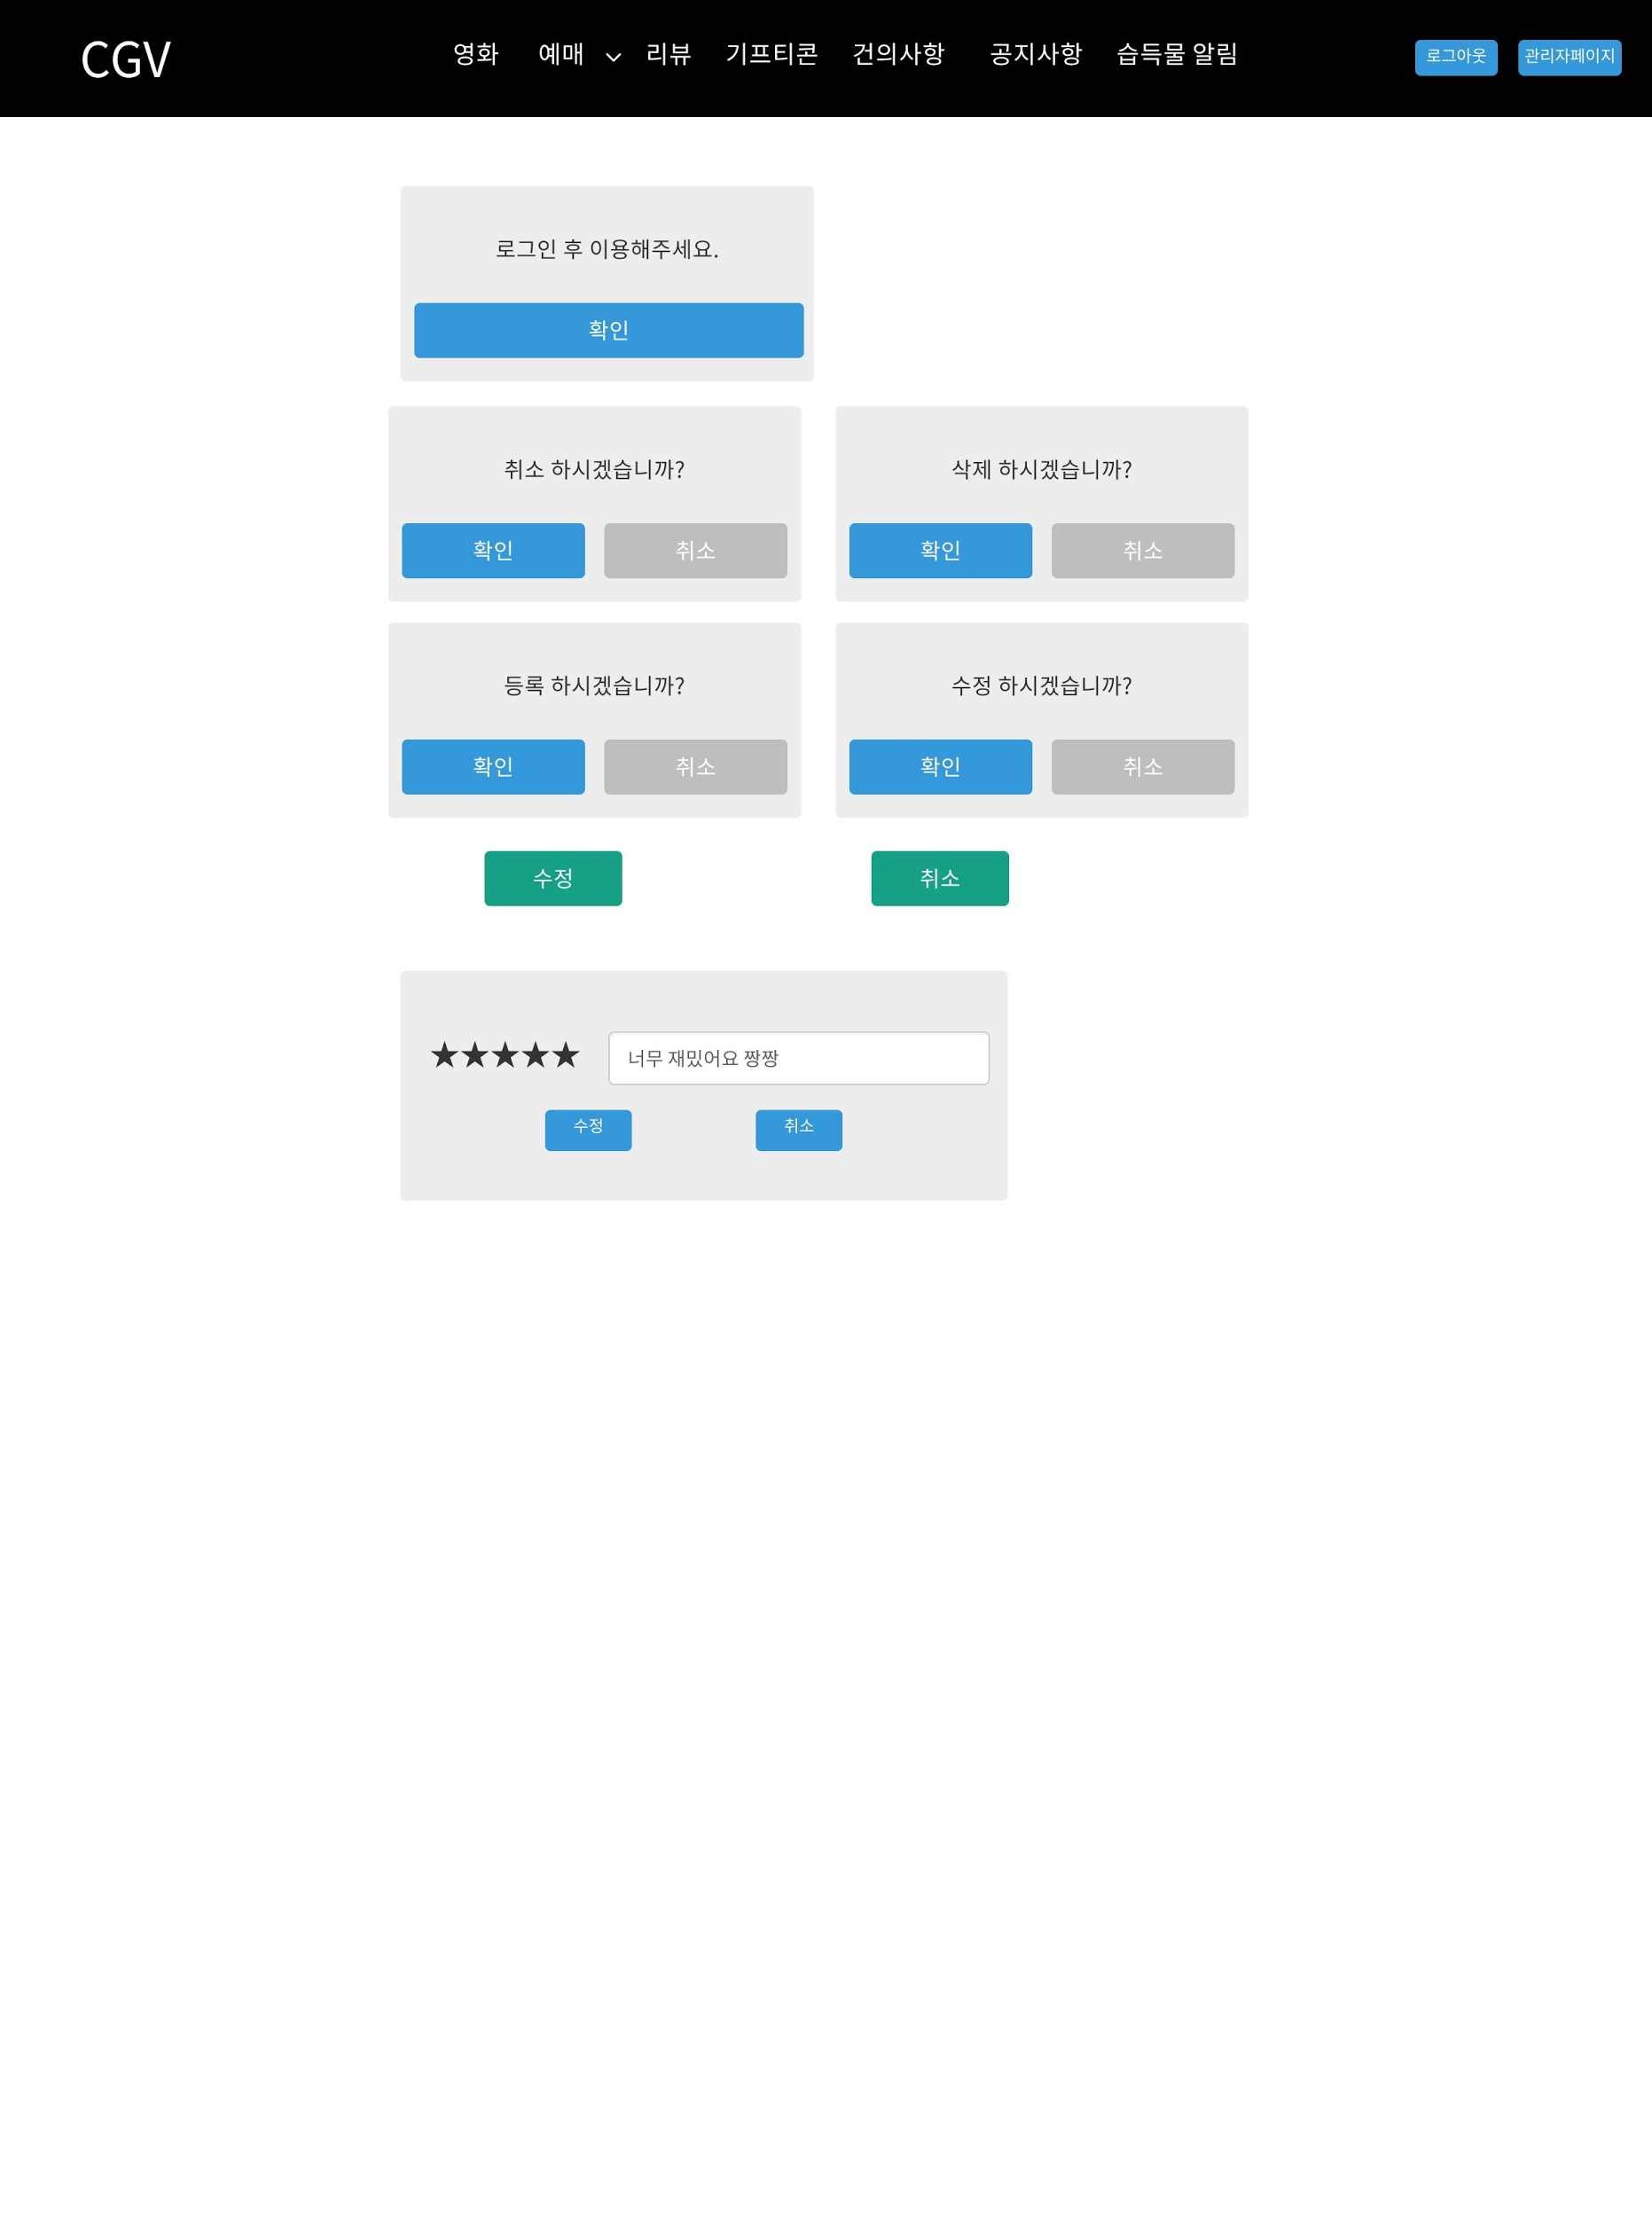 CGV
영화 예매 리뷰 기프티콘 건의사항 공지사항 습득물 알림
로그아웃 관리자페이지
로그인 후 이용해주세요.
확인
취소 하시겠습니까?
확인 취소
삭제 하시겠습니까?
확인 취소
등록 하시겠습니까?
확인 취소
수정 하시겠습니까?
확인 취소
수정 취소
★★★★★ 너무 재밌어요 짱짱
수정 취소